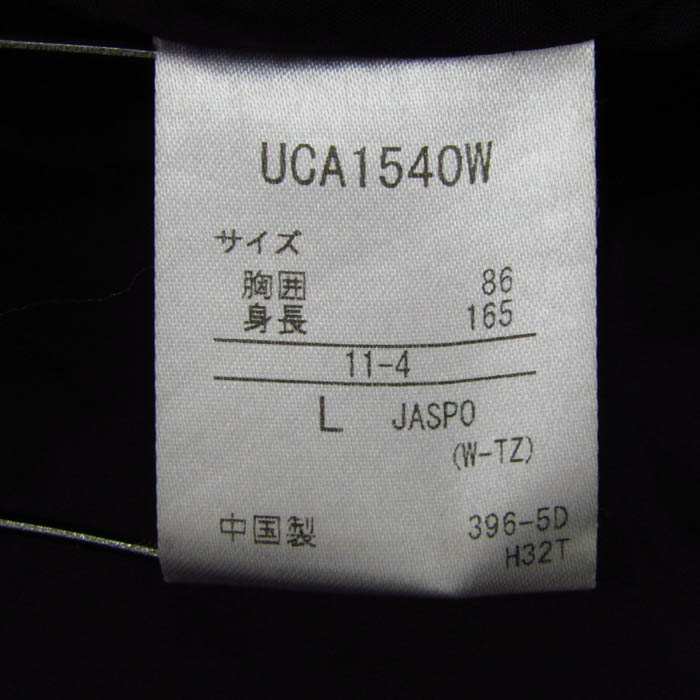 UCA1540W
サイズ
胸囲 86
身長 165
11-4
L JASPO
(W-TZ)
中国製 396-5D
H32T